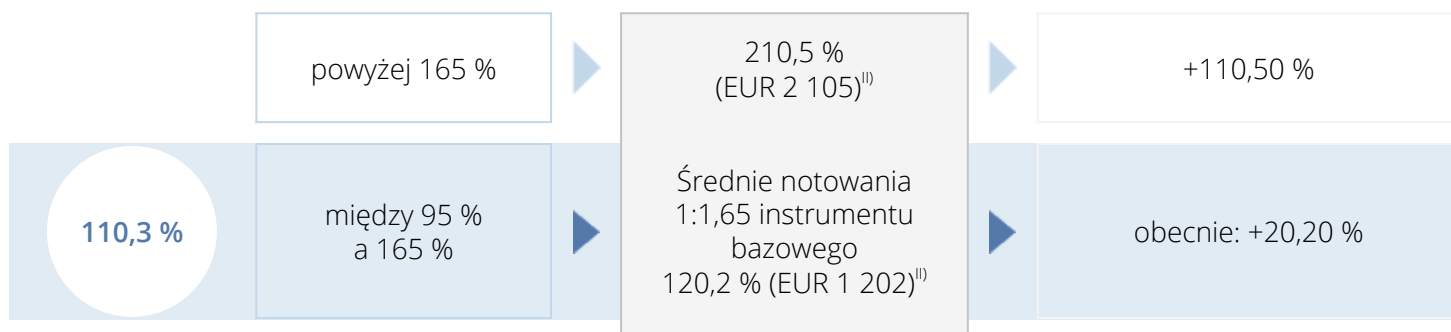 powyżej 165 %
210,5 %
(EUR 2 105)II)
+110,50 %
110,3 %
między 95 %
a 165 %
Średnie notowania
1:1,65 instrumentu
bazowego
120,2 % (EUR 1 202)II)
obecnie: +20,20 %